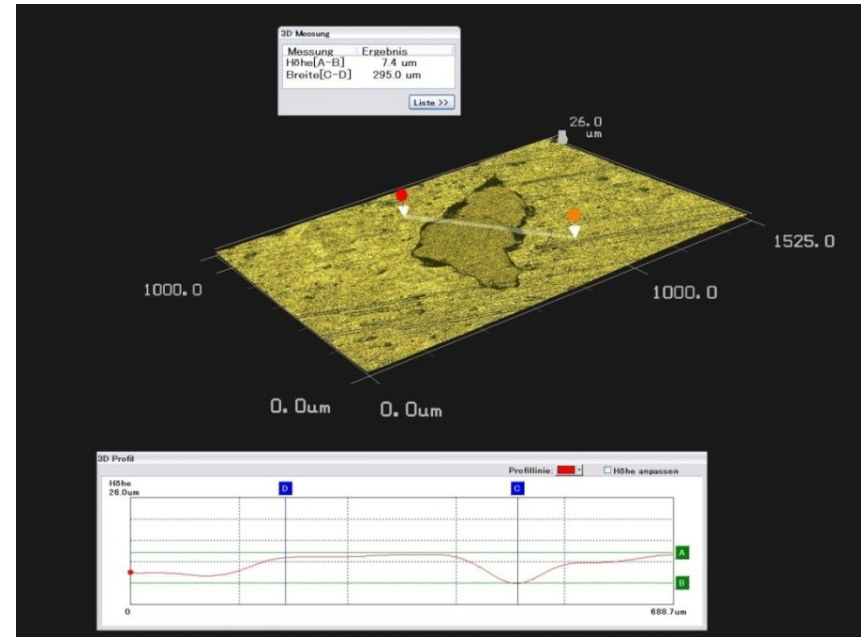 3D Messung
Messung Ergebnis
Höhe[A-B] 7.4 um
Breite[C-D] 295.0 um
Liste >>
26.0
um
1525.0
1000.0
1000.0
0.0um 0.0um
3D Profil
Profillinie: Höhe anpassen
Höhe
26.0um
D C
A
B
0 688.7um